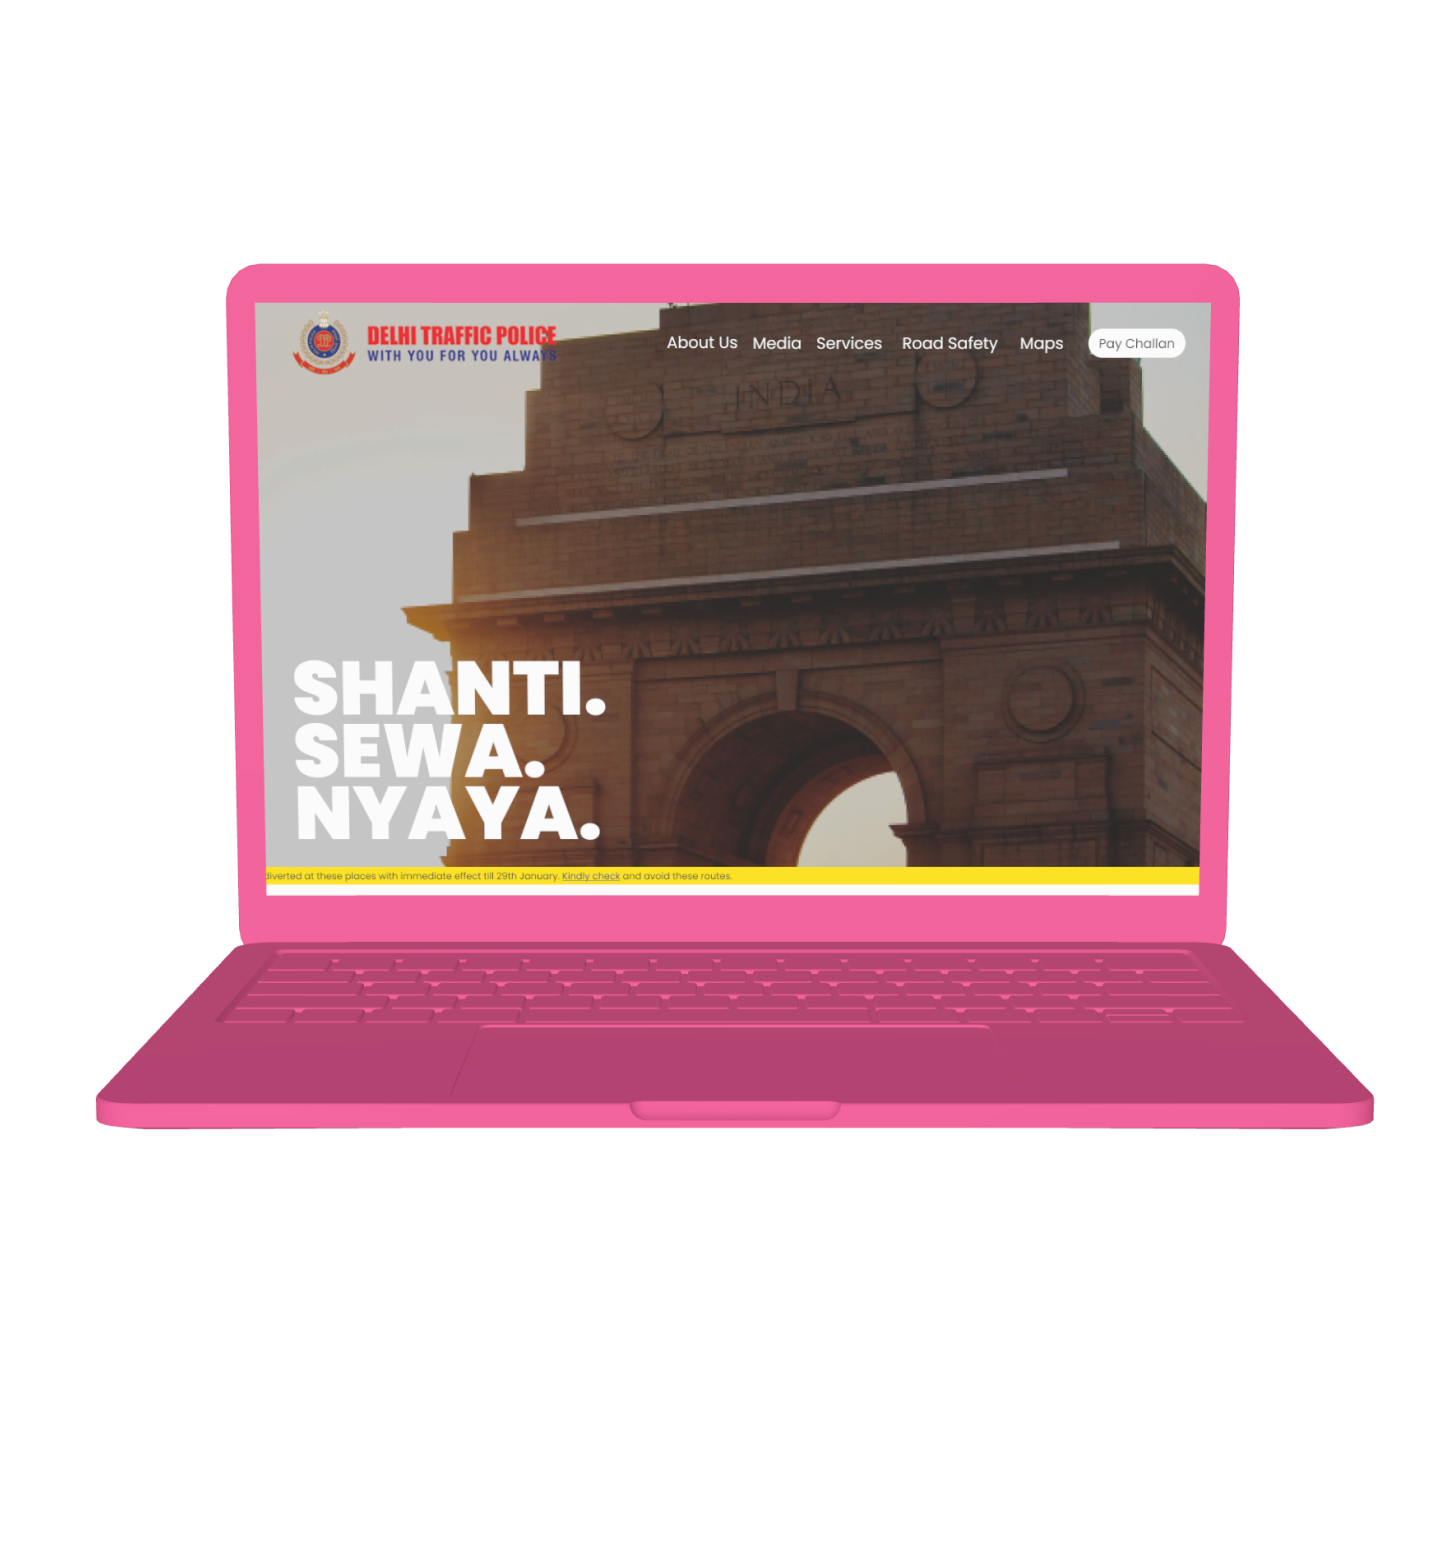 DELHI TRAFFIC POLICE
WITH YOU FOR YOU ALWAYS
About Us Media Services Road Safety Maps Pay Challan
INDIA
SHANTI.
SEWA.
NYAYA.
diverted at these places with immediate effect till 29th January. Kindly check and avoid these routes.